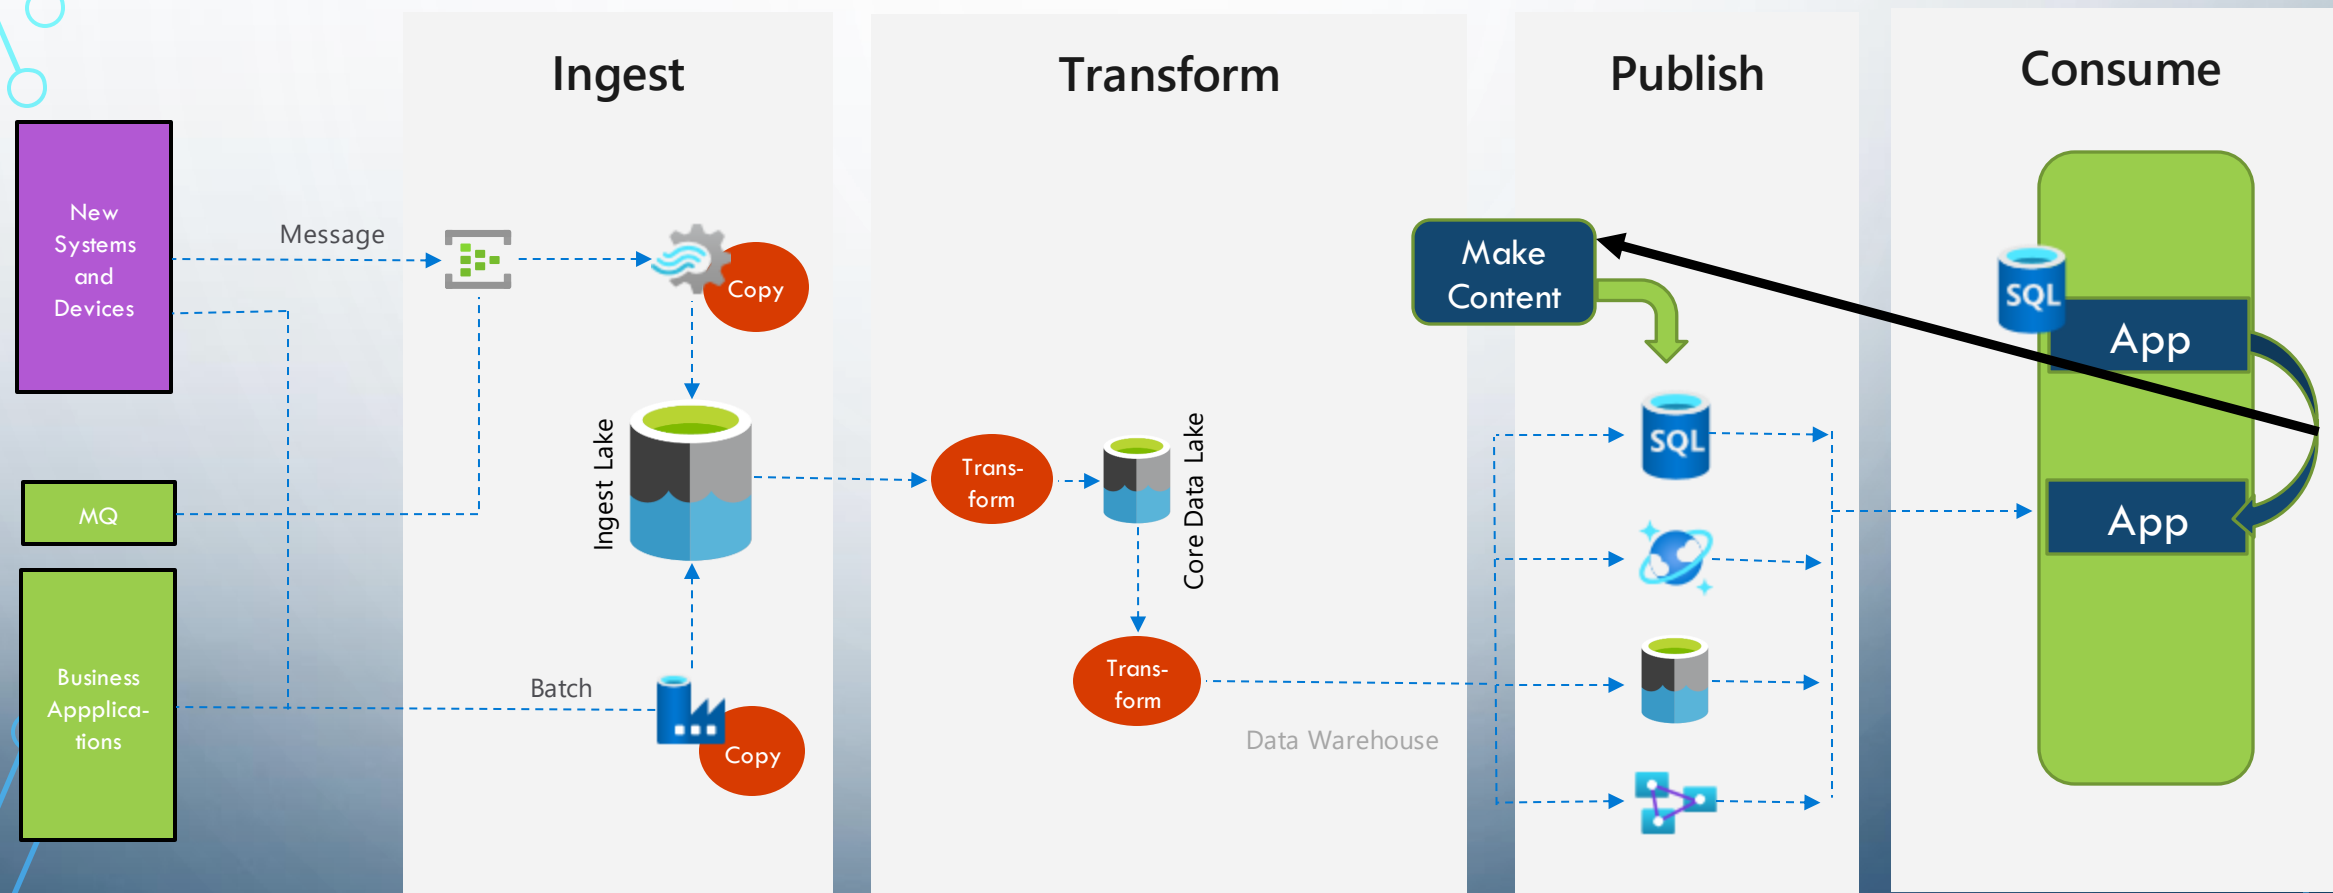 Ingest
Transform
Publish
Consume
New
Systems
and
Devices
Message
Copy
Make
Content
SQL
App
Ingest Lake
Trans-
form
Core Data Lake
SQL
MQ
App
Business
Appplica-
tions
Batch
Copy
Trans-
form
Data Warehouse